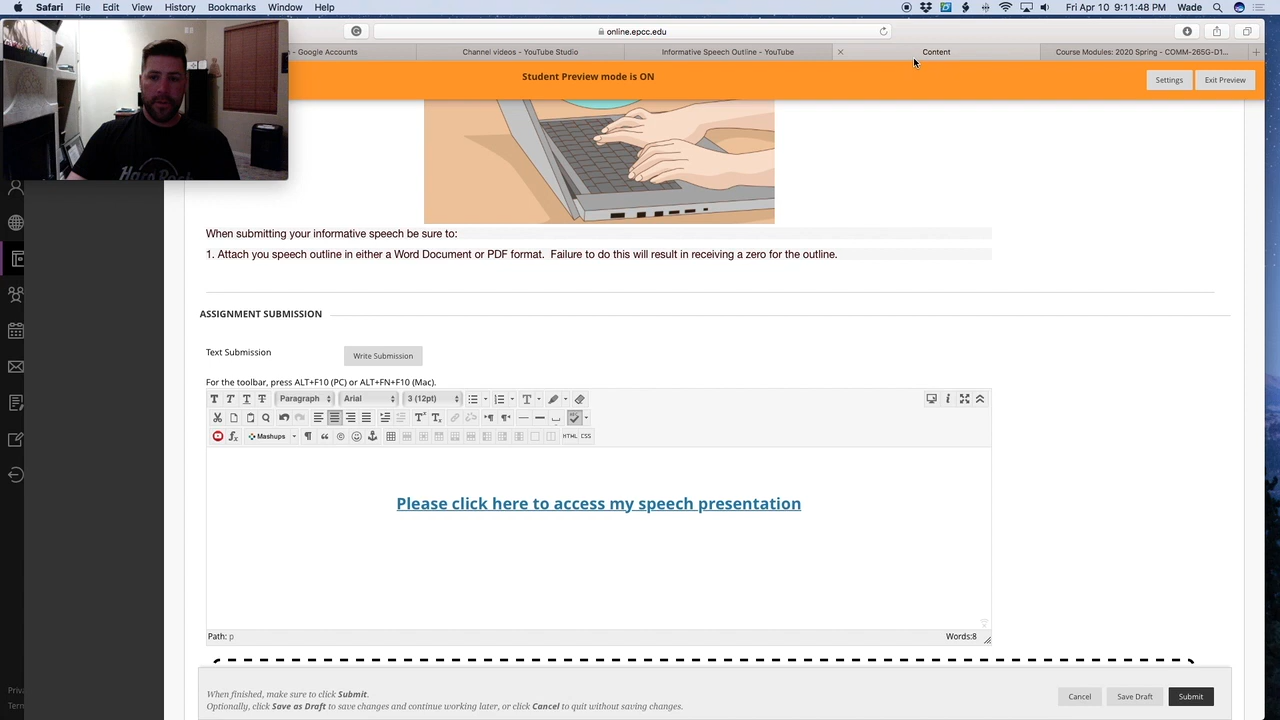 Safari File Edit View History Bookmarks Window Help Fri Apr 10 9:11:48 PM Wade
online.epcc.edu
- Google Accounts Channel videos - YouTube Studio Informative Speech Outline - YouTube Content Course Modules: 2020 Spring - COMM-26SG-D1...
Student Preview mode is ON
Settings Exit Preview
When submitting your informative speech be sure to:
1. Attach you speech outline in either a Word Document or PDF format. Failure to do this will result in receiving a zero for the outline.
ASSIGNMENT SUBMISSION
Text Submission Write Submission
For the toolbar, press ALT+F10 (PC) or ALT+FN+F10 (Mac).
T T T T Paragraph Arial 3 (12pt) T
Mashups HTML CSS
Please click here to access my speech presentation
Path: p Words:8
When finished, make sure to click Submit.
Optionally, click Save as Draft to save changes and continue working later, or click Cancel to quit without saving changes.
Cancel Save Draft Submit
Priva
Term